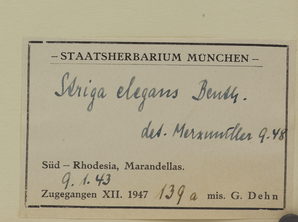 – STAATSHERBARIUM MÜNCHEN –
Striga elegans Benth.
det. Merxmüller 9.48
Süd – Rhodesia, Marandellas.
9. 1. 43
Zugegangen XII. 1947 139a mis. G. Dehn